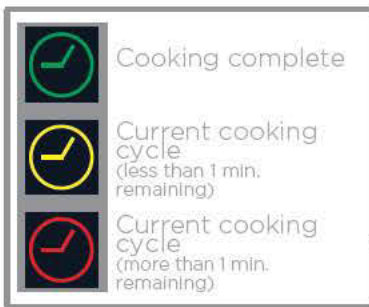 Cooking complete
Current cooking
cycle
(less than 1 min.
remaining)
Current cooking
cycle
(more than 1 min.
remaining)